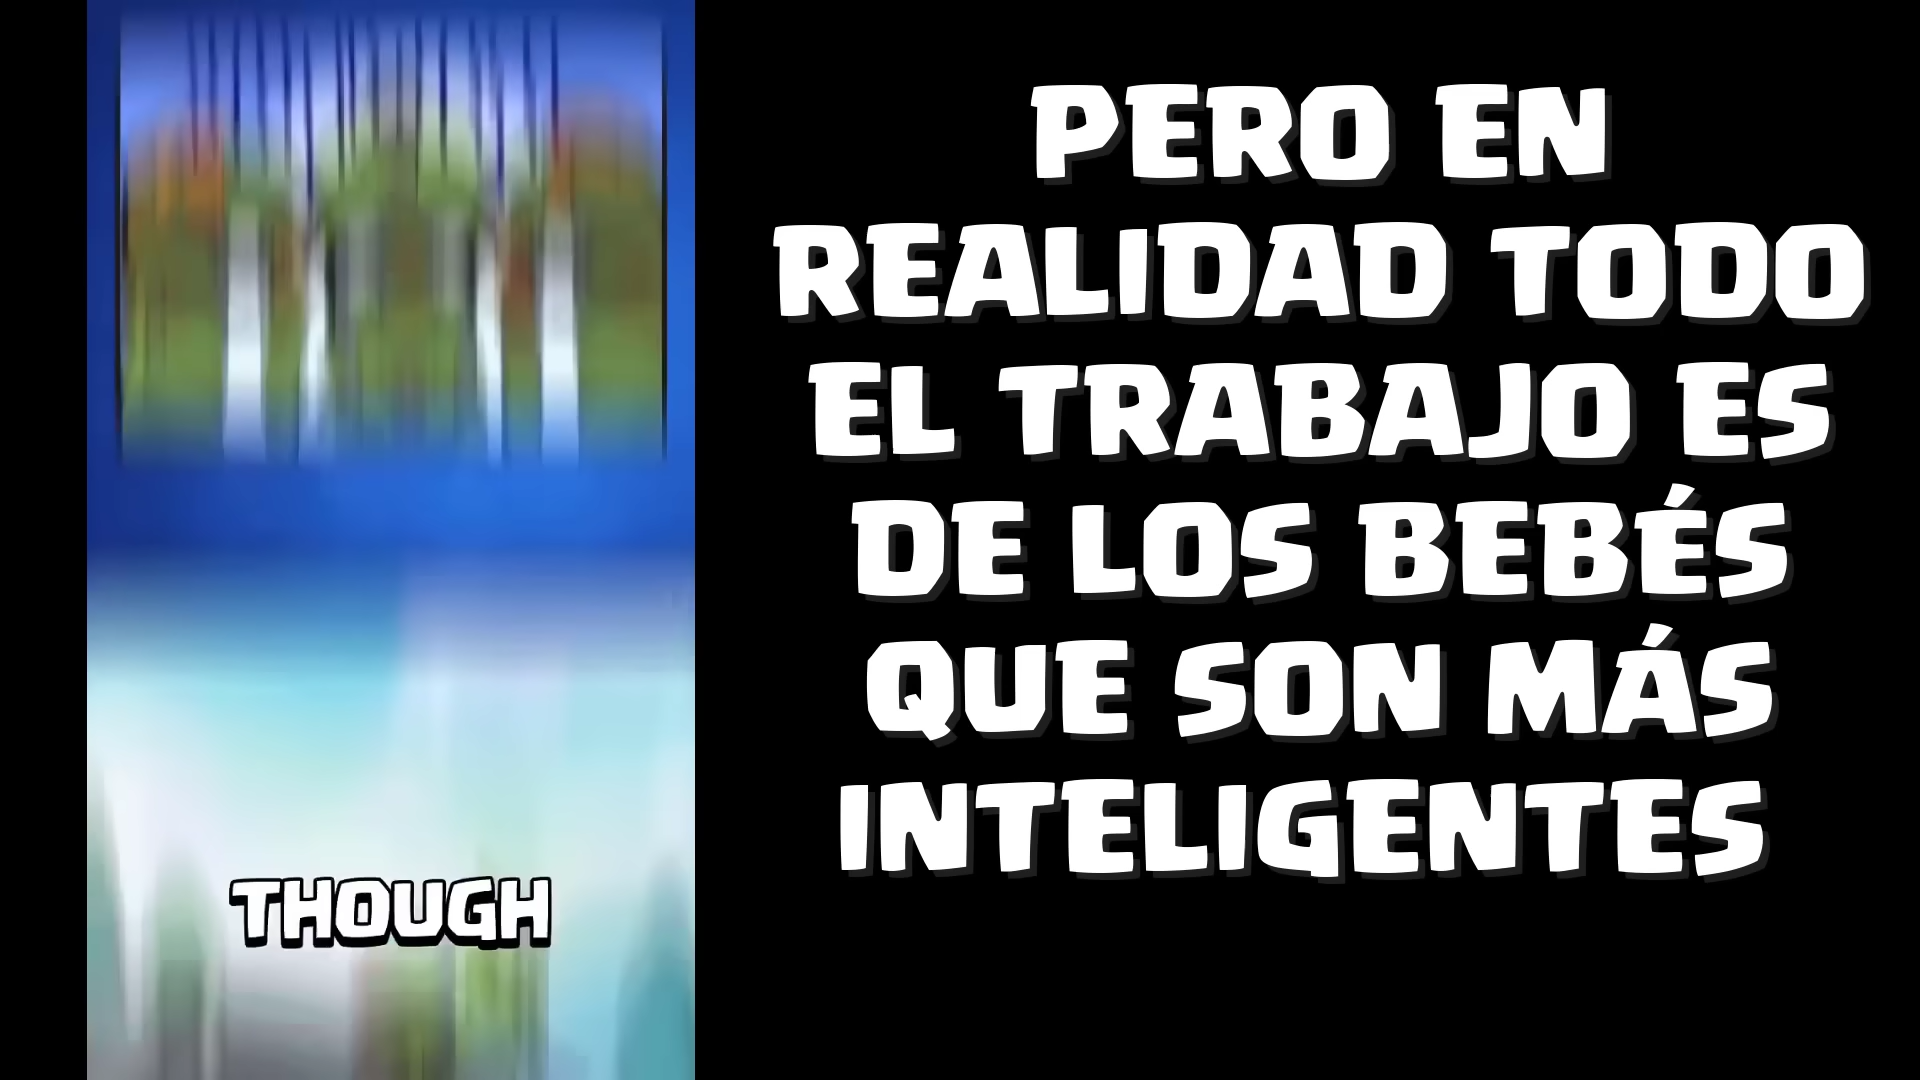 THOUGH
PERO EN
REALIDAD TODO
EL TRABAJO ES
DE LOS BEBÉS
QUE SON MÁS
INTELIGENTES